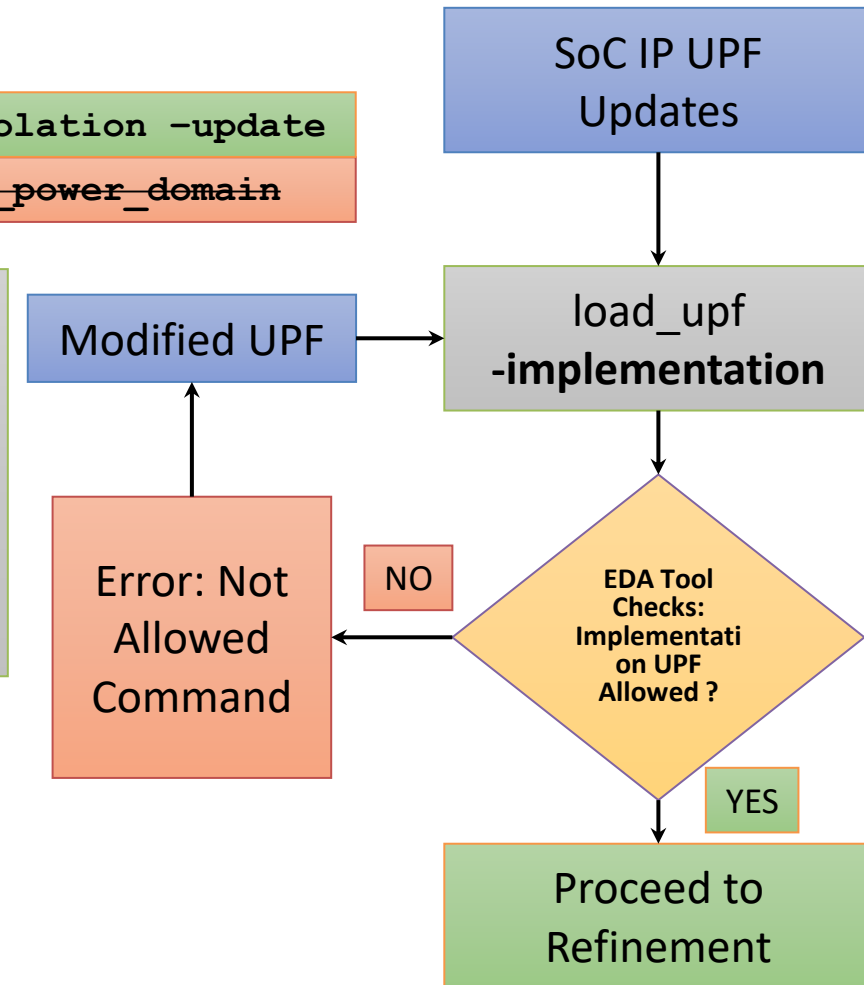 SoC IP UPF
Updates
olation –update
_power_domain
Modified UPF
load_upf
-implementation
Error: Not
Allowed
Command
NO
EDA Tool
Checks:
Implementati
on UPF
Allowed ?
YES
Proceed to
Refinement